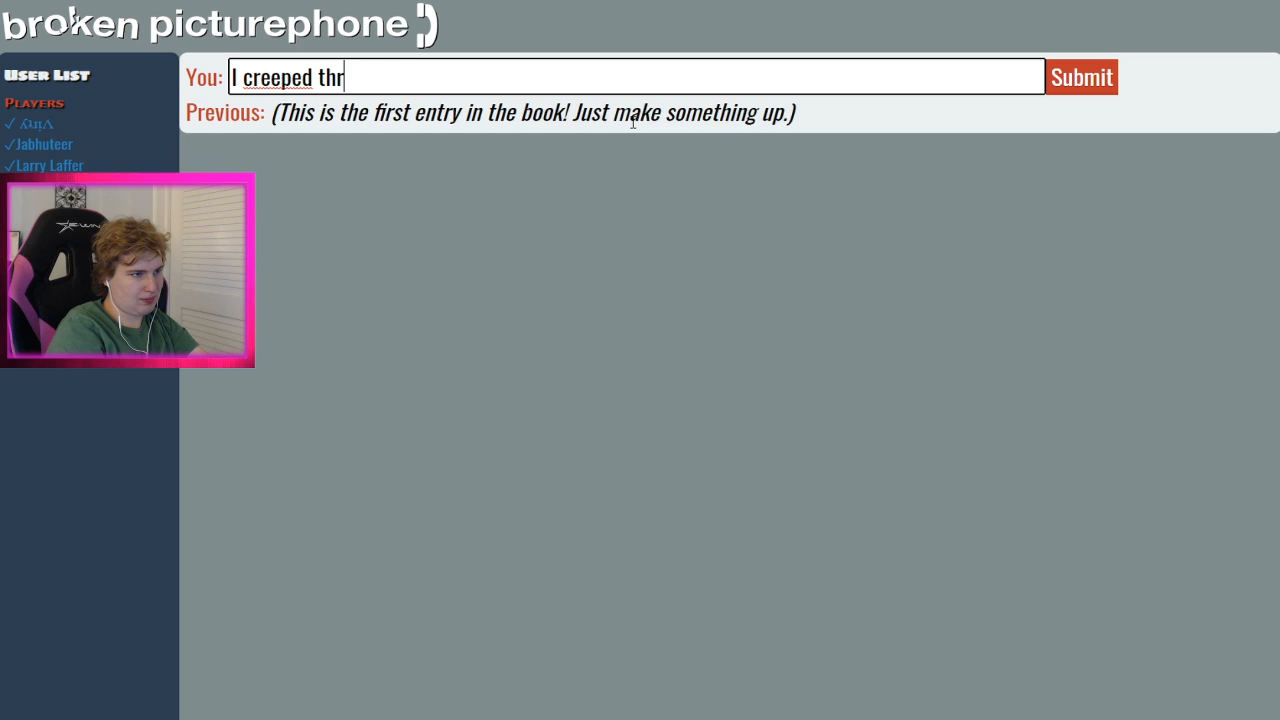 broken picturephone
USER LIST
You: I creeped thr
Submit
PLAYERS
Previous: (This is the first entry in the book! Just make something up.)
✓Jabhuteer
✓Larry Laffer